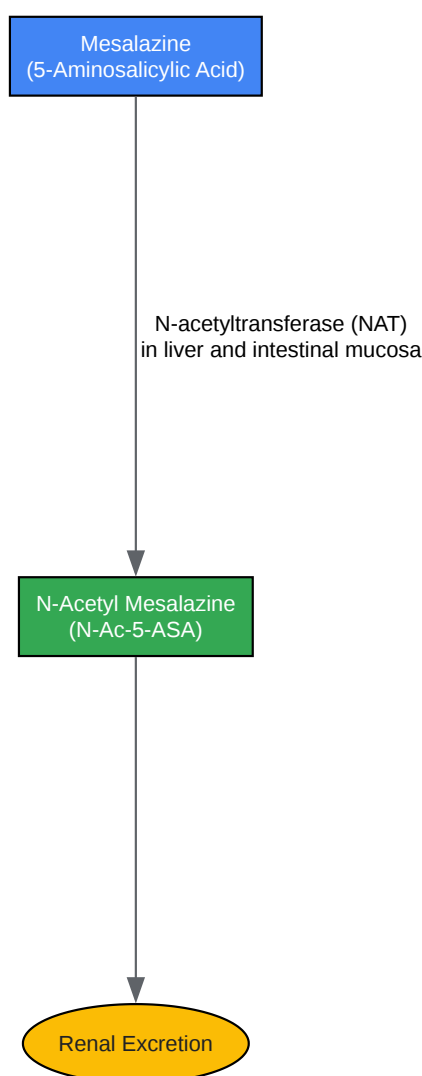 Mesalazine
(5-Aminosalicylic Acid)
N-acetyltransferase (NAT)
in liver and intestinal mucosa
N-Acetyl Mesalazine
(N-Ac-5-ASA)
Renal Excretion